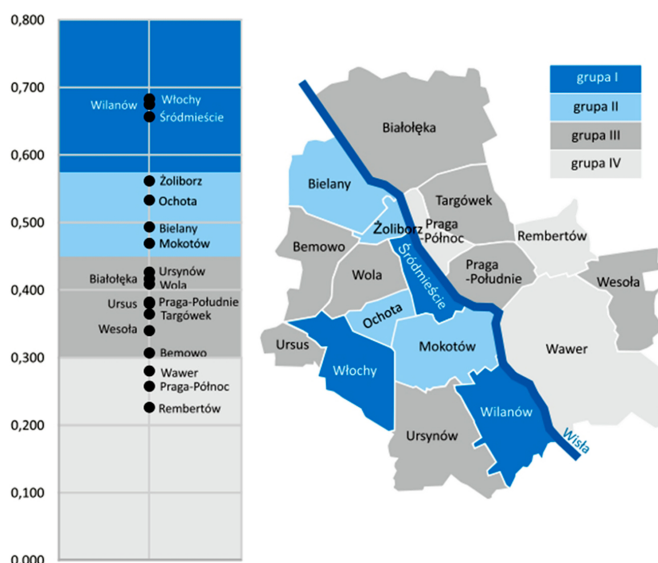 0,800
0,700
0,600
0,500
0,400
0,300
0,200
0,100
0,000
Włochy
Wilanów
Śródmieście
Żoliborz
Ochota
Bielany
Mokotów
Ursynów
Białołęka
Wola
Ursus
Praga-Południe
Targówek
Wesoła
Bemowo
Wawer
Praga-Północ
Rembertów
grupa I
grupa II
grupa III
grupa IV
Białołęka
Bielany
Targówek
Żoliborz
Praga
-Północ
Rembertów
Bemowo
Śródmieście
Wola
Praga
-Południe
Wesoła
Ochota
Ursus
Mokotów
Wawer
Włochy
Wilanów
Ursynów
Wisła